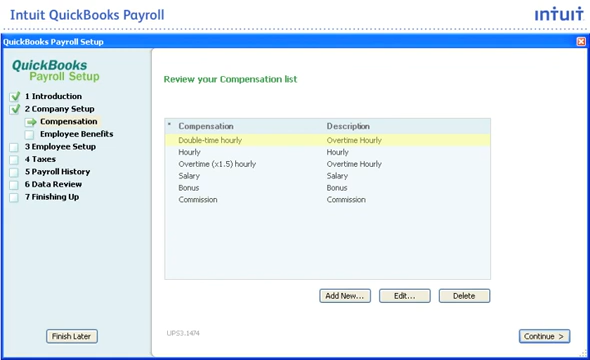 Intuit QuickBooks Payroll
ıntuıt
QuickBooks Payroll Setup
QuickBooks
Payroll Setup
1 Introduction
2 Company Setup
Compensation
Employee Benefits
3 Employee Setup
4 Taxes
5 Payroll History
6 Data Review
7 Finishing Up
Finish Later
Review your Compensation list
* Compensation Description
Double-time hourly Overtime Hourly
Hourly Hourly
Overtime (x1.5) hourly Overtime Hourly
Salary Salary
Bonus Bonus
Commission Commission
Add New... Edit... Delete
UPS3.1474
Continue >